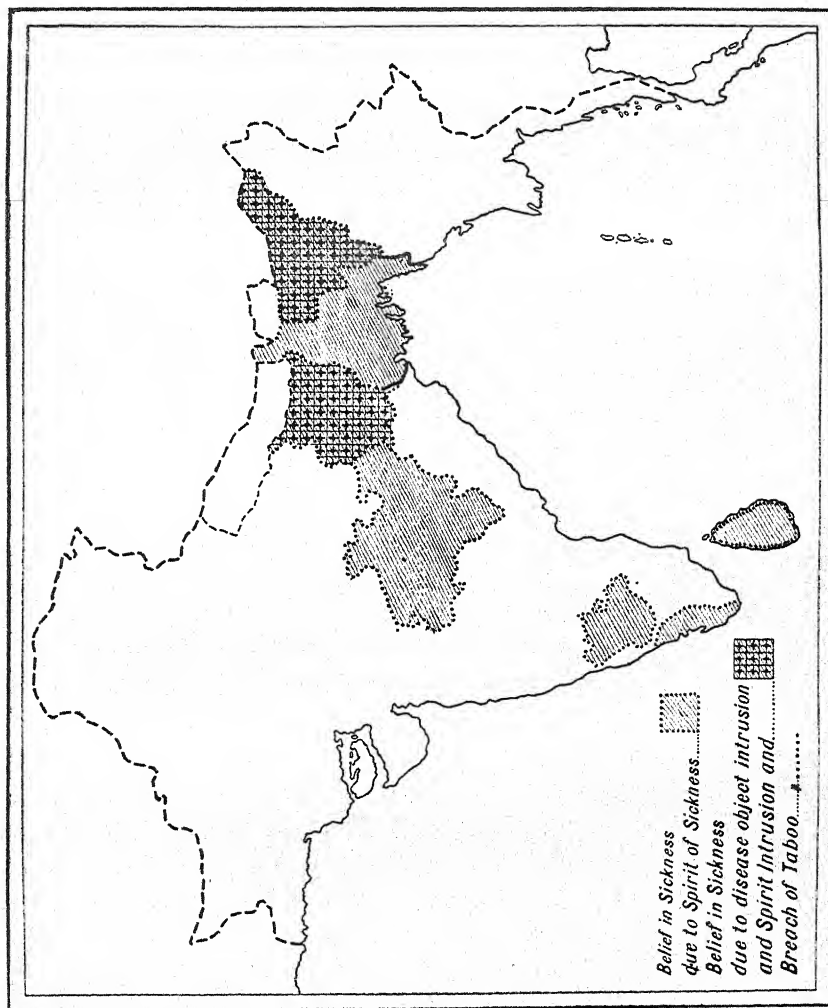 Belief in Sickness
due to Spirit of Sickness
Belief in Sickness
due to disease object intrusion
and Spirit Intrusion and
Breach of Taboo